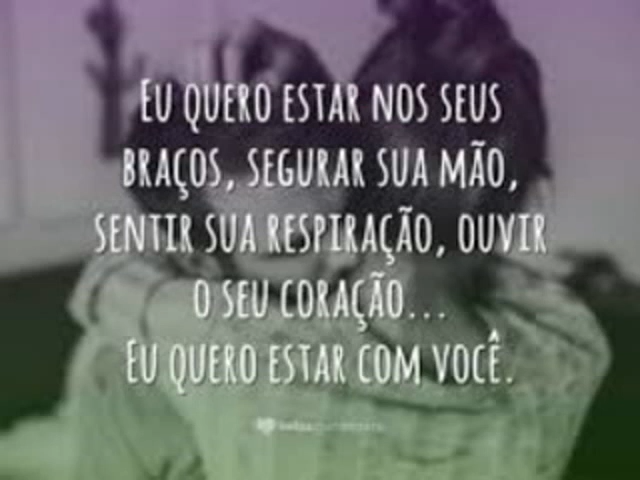 Eu quero estar nos seus
braços, segurar sua mão,
sentir sua respiração, ouvir
o seu coração...
Eu quero estar com você.